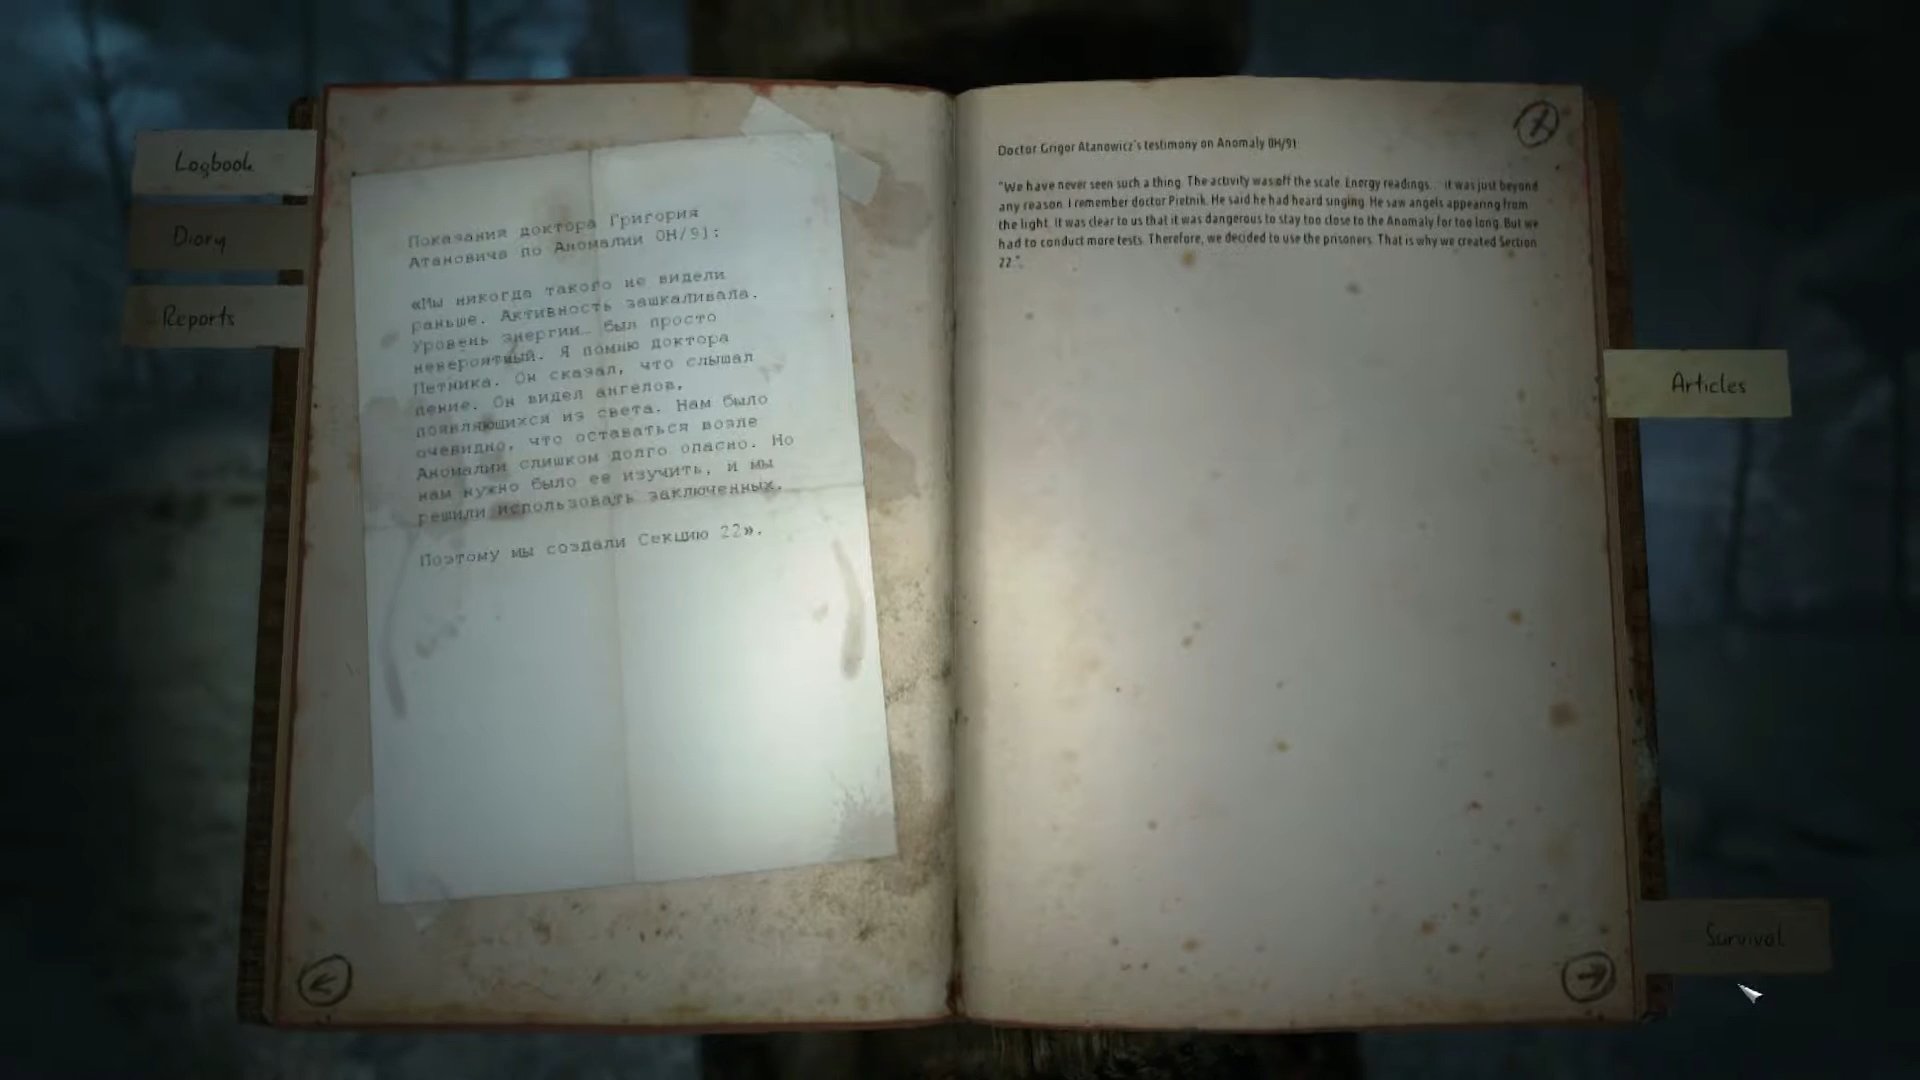 Logbook
Diary
Reports
Показания доктора Григория
Атановича по Аномалии 0H/91:
«Мы никогда такого не видели
раньше. Активность зашкаливала.
Уровень энергии… был просто
невероятный. Я помню доктора
Петника. Он сказал, что слышал
пение. Он видел ангелов,
появляющихся из света. Нам было
очевидно, что оставаться возле
Аномалии слишком долго опасно. Но
нам нужно было ее изучить, и мы
решили использовать заключенных.
Поэтому мы создали Секцию 22».
Doctor Grigor Atanowicz's testimony on Anomaly 0H/91:
"We have never seen such a thing. The activity was off the scale. Energy readings... it was just beyond
any reason. I remember doctor Pietnik. He said he had heard singing. He saw angels appearing from
the light. It was clear to us that it was dangerous to stay too close to the Anomaly for too long. But we
had to conduct more tests. Therefore, we decided to use the prisoners. That is why we created Section
22.".
Articles
Survival